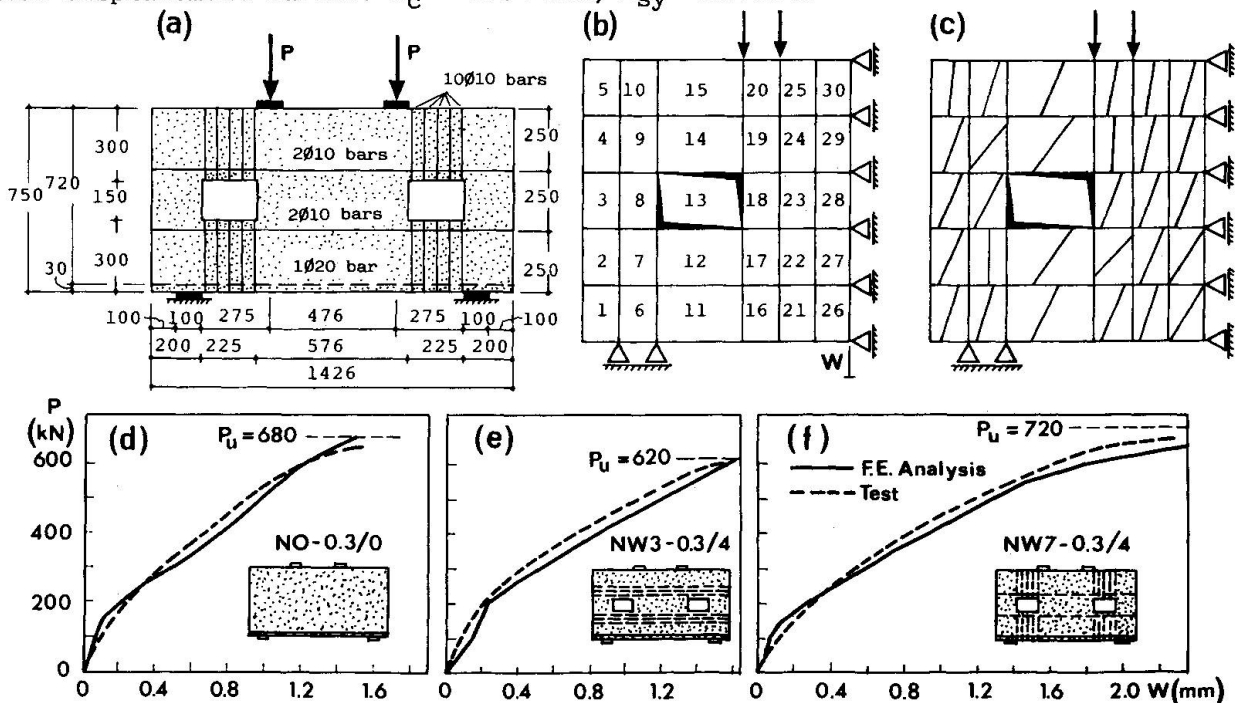 (a)
P
P
10Ø10 bars
300
250
2Ø10 bars
750
720
150
250
2Ø10 bars
30
300
1Ø20 bar
250
100
100
275
476
275
100
100
200
225
576
225
200
1426
(b)
5 10 15 20 25 30
4 9 14 19 24 29
3 8 13 18 23 28
2 7 12 17 22 27
1 6 11 16 21 26
W
(c)
P
(kN)
600
400
200
0
(d)
Pu=680
NO-0.3/0
0 0.4 0.8 1.2 1.6
(e)
Pu=620
NW3-0.3/4
0 0.4 0.8 1.2
(f)
Pu=720
F.E. Analysis
Test
NW7-0.3/4
0 0.4 0.8 1.2 1.6 2.0 W(mm)